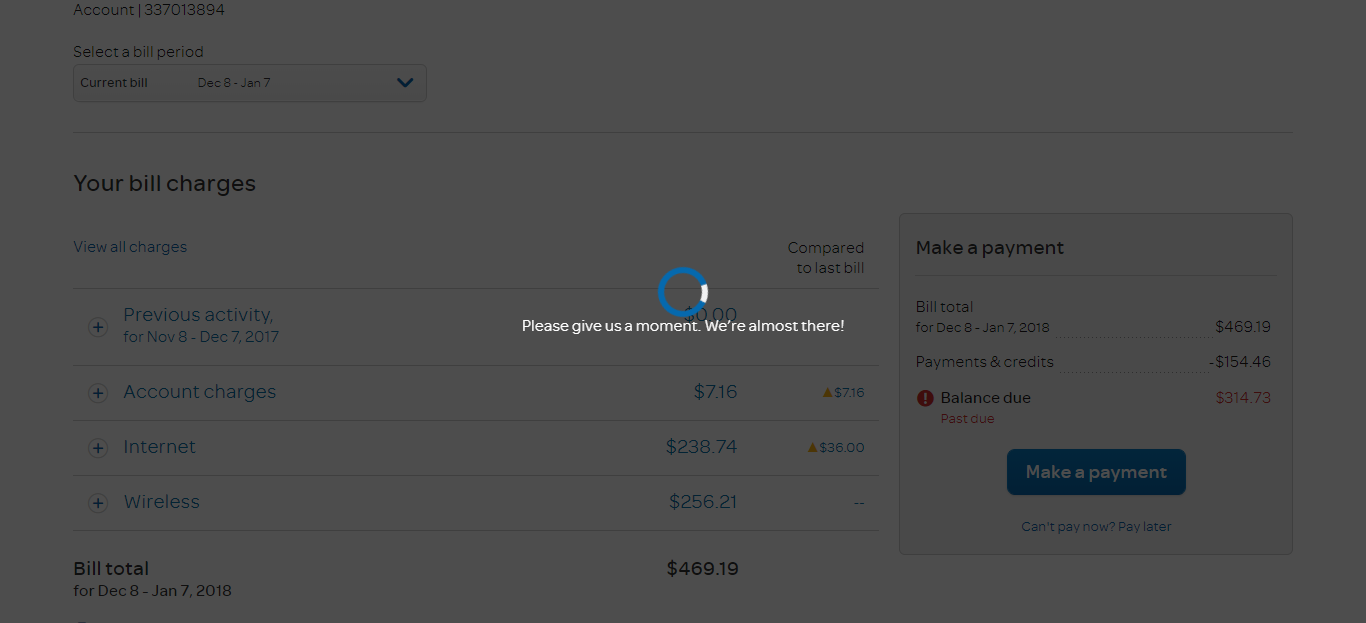 Account | 337013894
Select a bill period
Current bill Dec 8 - Jan 7
Your bill charges
View all charges
Compared
to last bill
Previous activity,
for Nov 8 - Dec 7, 2017
$0.00
Please give us a moment. We're almost there!
Account charges $7.16 $7.16
Internet $238.74 $36.00
Wireless $256.21 --
Bill total $469.19
for Dec 8 - Jan 7, 2018
Make a payment
Bill total
for Dec 8 - Jan 7, 2018 $469.19
Payments & credits -$154.46
Balance due $314.73
Past due
Make a payment
Can't pay now? Pay later